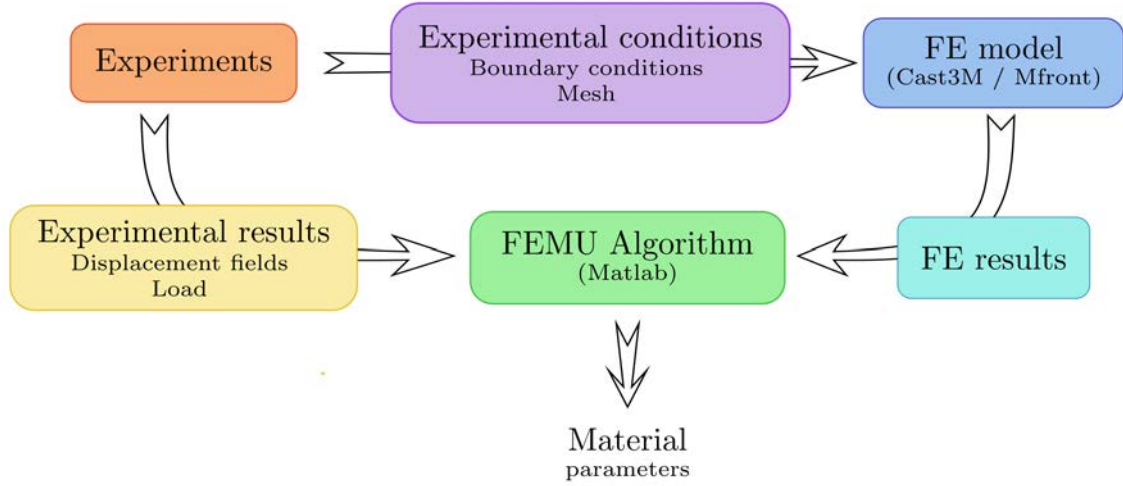 Experiments
Experimental conditions
Boundary conditions
Mesh
FE model
(Cast3M / Mfront)
Experimental results
Displacement fields
Load
FEMU Algorithm
(Matlab)
FE results
Material
parameters